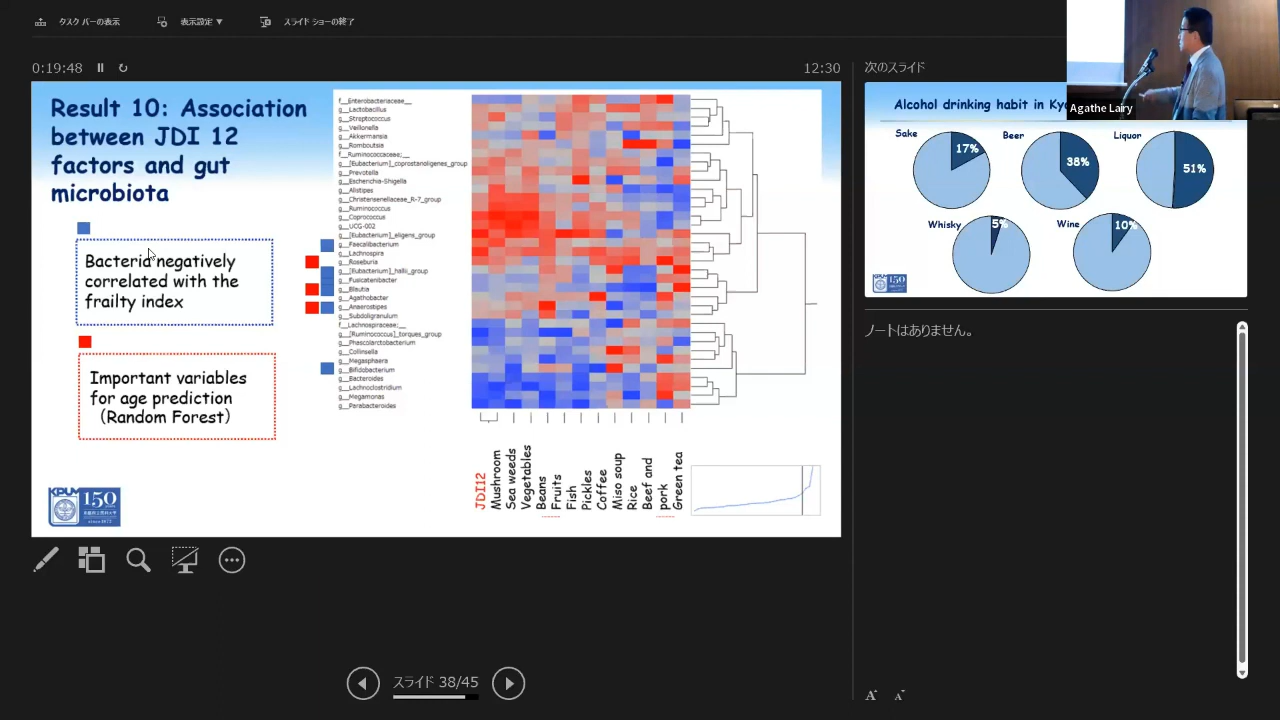 タスク バーの表示
表示設定 ▼
スライド ショーの終了
0:19:48
12:30
次のスライド
Agathe Lairy
Result 10: Association
between JDI 12
factors and gut
microbiota
Bacteria negatively
correlated with the
frailty index
Important variables
for age prediction
(Random Forest)
f__Enterobacteriaceae__
g__Lactobacillus
g__Streptococcus
g__Veillonella
g__Akkermansia
g__Romboutsia
f__Ruminococcaceae;__
g__[Eubacterium]_coprostanoligenes_group
g__Prevotella
g__Escherichia-Shigella
g__Alistipes
g__Christensenellaceae_R-7_group
g__Ruminococcus
g__Coprococcus
g__UCG-002
g__[Eubacterium]_eligens_group
g__Faecalibacterium
g__Lachnospira
g__Roseburia
g__[Eubacterium]_hallii_group
g__Fusicatenibacter
g__Blautia
g__Agathobacter
g__Anaerostipes
g__Subdoligranulum
f__Lachnospiraceae;__
g__[Ruminococcus]_torques_group
g__Phascolarctobacterium
g__Collinsella
g__Megasphaera
g__Bifidobacterium
g__Bacteroides
g__Lachnoclostridium
g__Megamonas
g__Parabacteroides
JDI12
Mushroom
Sea weeds
Vegetables
Beans
Fruits
Fish
Pickles
Coffee
Miso soup
Rice
Beef and
pork
Green tea
KPUM 150
since 1872
Alcohol drinking habit in Kyo
Sake
17%
Beer
38%
Liquor
51%
Whisky
5%
Wine
10%
150
ノートはありません。
スライド 38/45
A A